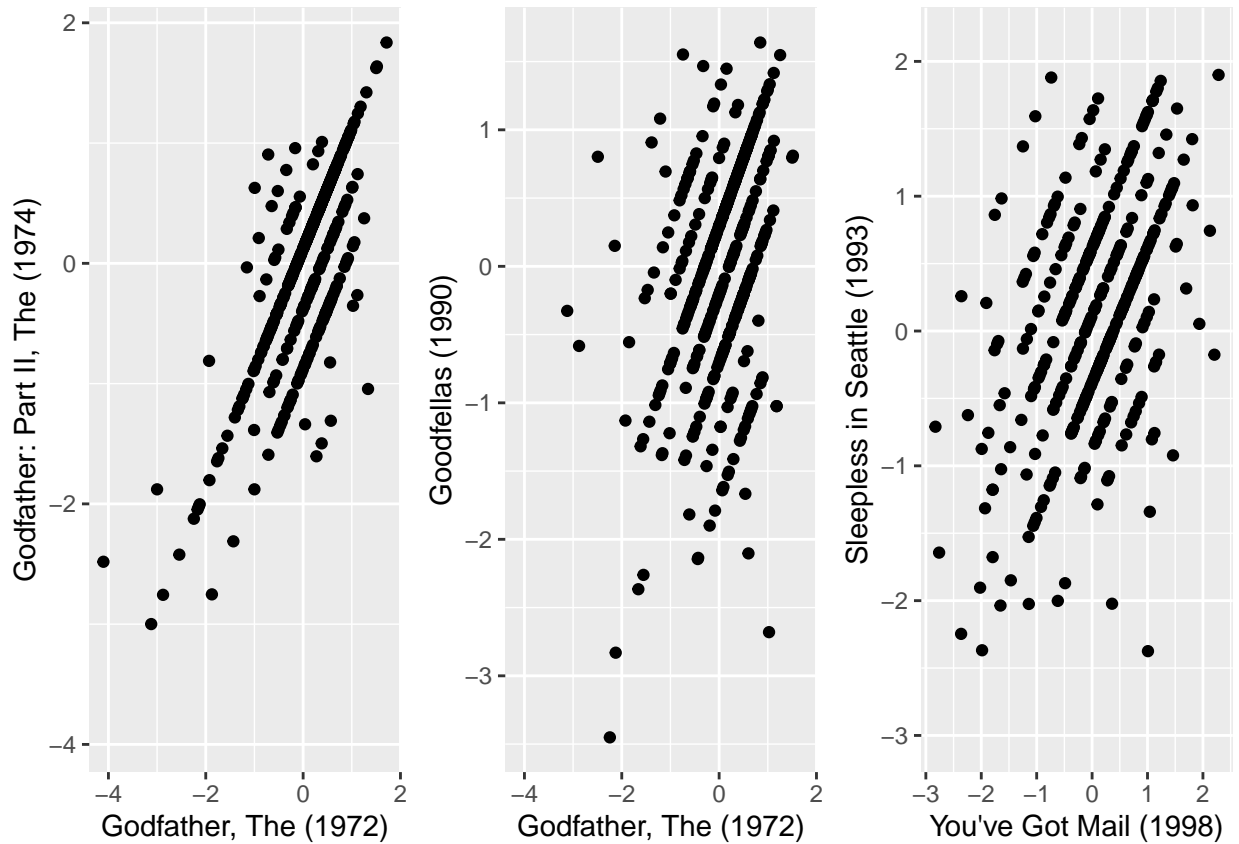 Godfather: Part II, The (1974)
2
0
−2
−4
−4 −2 0 2
Godfather, The (1972)
Goodfellas (1990)
1
0
−1
−2
−3
−4 −2 0 2
Godfather, The (1972)
Sleepless in Seattle (1993)
2
1
0
−1
−2
−3
−3 −2 −1 0 1 2
You've Got Mail (1998)